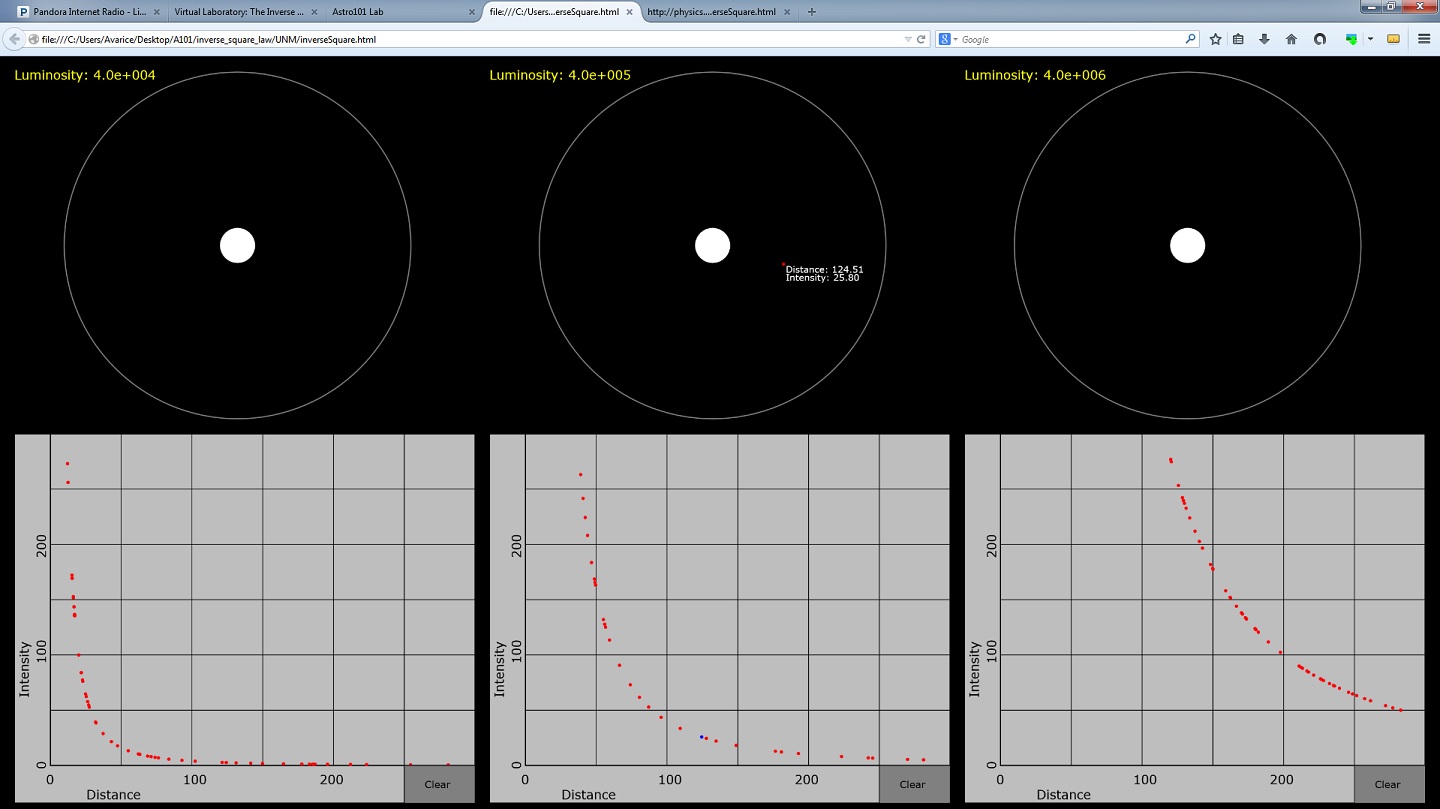 Pandora Internet Radio - Li...
Virtual Laboratory: The Inverse ...
Astro101 Lab
file:///C:/Users...erseSquare.html
http://physics....erseSquare.html
file:///C:/Users/Avarice/Desktop/A101/inverse_square_law/UNM/inverseSquare.html
Google
Luminosity: 4.0e+004
Luminosity: 4.0e+005
Luminosity: 4.0e+006
Distance: 124.51
Intensity: 25.80
200
100
0
Intensity
0
100
200
Distance
Clear
200
100
0
Intensity
0
100
200
Distance
Clear
200
100
0
Intensity
0
100
200
Distance
Clear